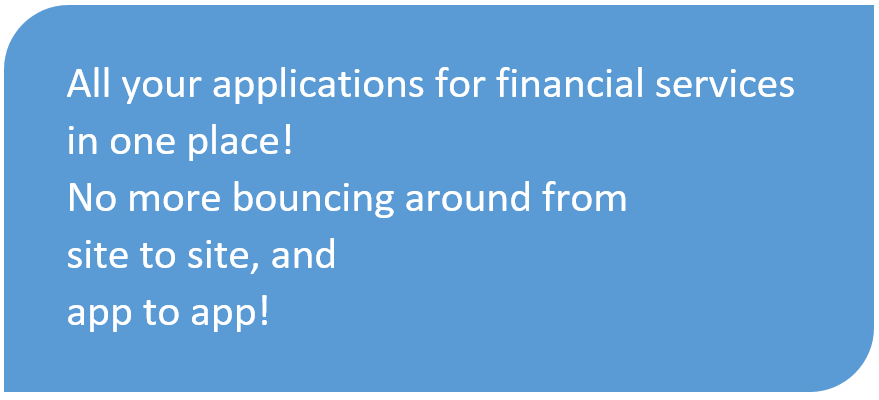 All your applications for financial services
in one place!
No more bouncing around from
site to site, and
app to app!